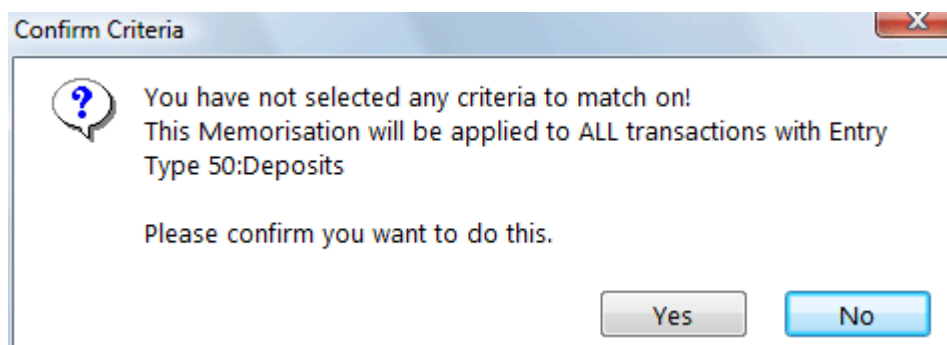 Confirm Criteria
You have not selected any criteria to match on!
This Memorisation will be applied to ALL transactions with Entry
Type 50:Deposits
Please confirm you want to do this.
Yes No